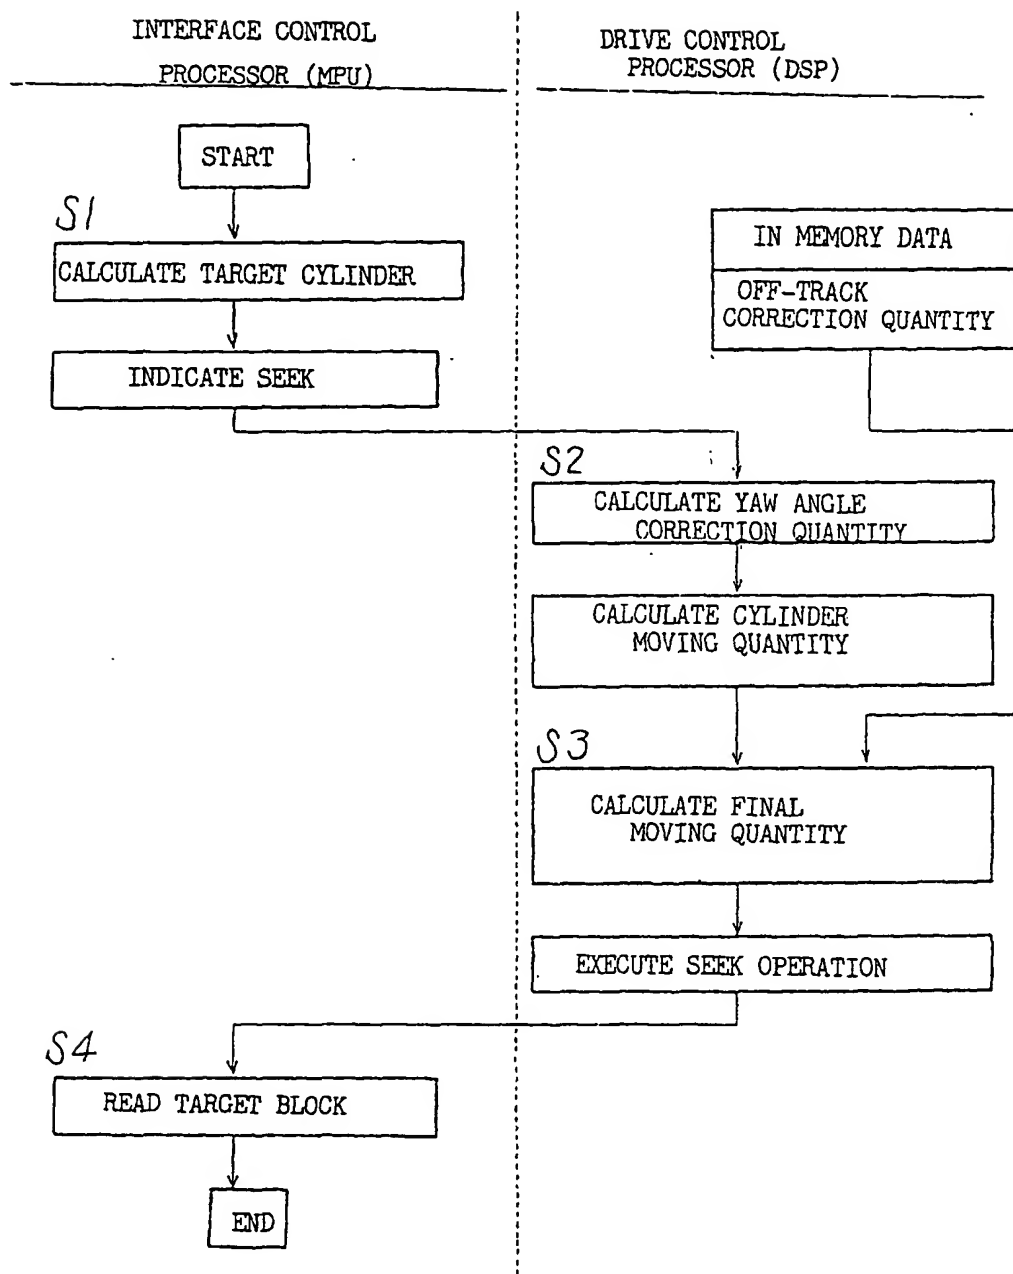 INTERFACE CONTROL
PROCESSOR (MPU)
DRIVE CONTROL
PROCESSOR (DSP)
START
S1
CALCULATE TARGET CYLINDER
IN MEMORY DATA
OFF-TRACK
CORRECTION QUANTITY
INDICATE SEEK
S2
CALCULATE YAW ANGLE
CORRECTION QUANTITY
CALCULATE CYLINDER
MOVING QUANTITY
S3
CALCULATE FINAL
MOVING QUANTITY
EXECUTE SEEK OPERATION
S4
READ TARGET BLOCK
END